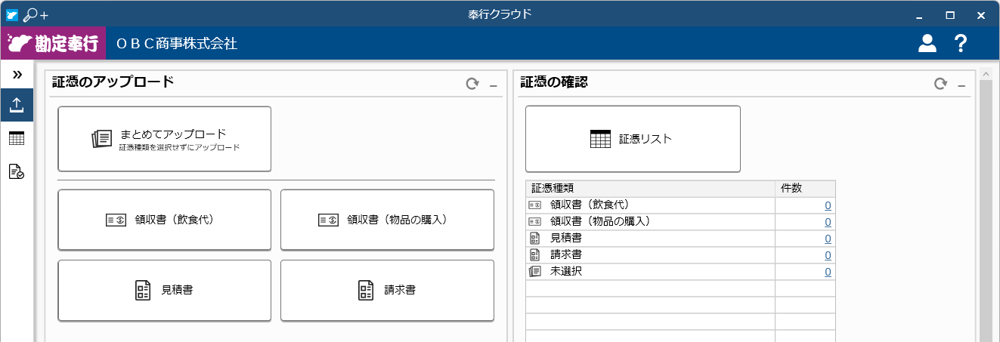 奉行クラウド
勘定奉行
ＯＢＣ商事株式会社
証憑のアップロード
まとめてアップロード
証憑種類を選択せずにアップロード
領収書（飲食代）
領収書（物品の購入）
見積書
請求書
証憑の確認
証憑リスト
証憑種類 件数
領収書（飲食代） 0
領収書（物品の購入） 0
見積書 0
請求書 0
未選択 0